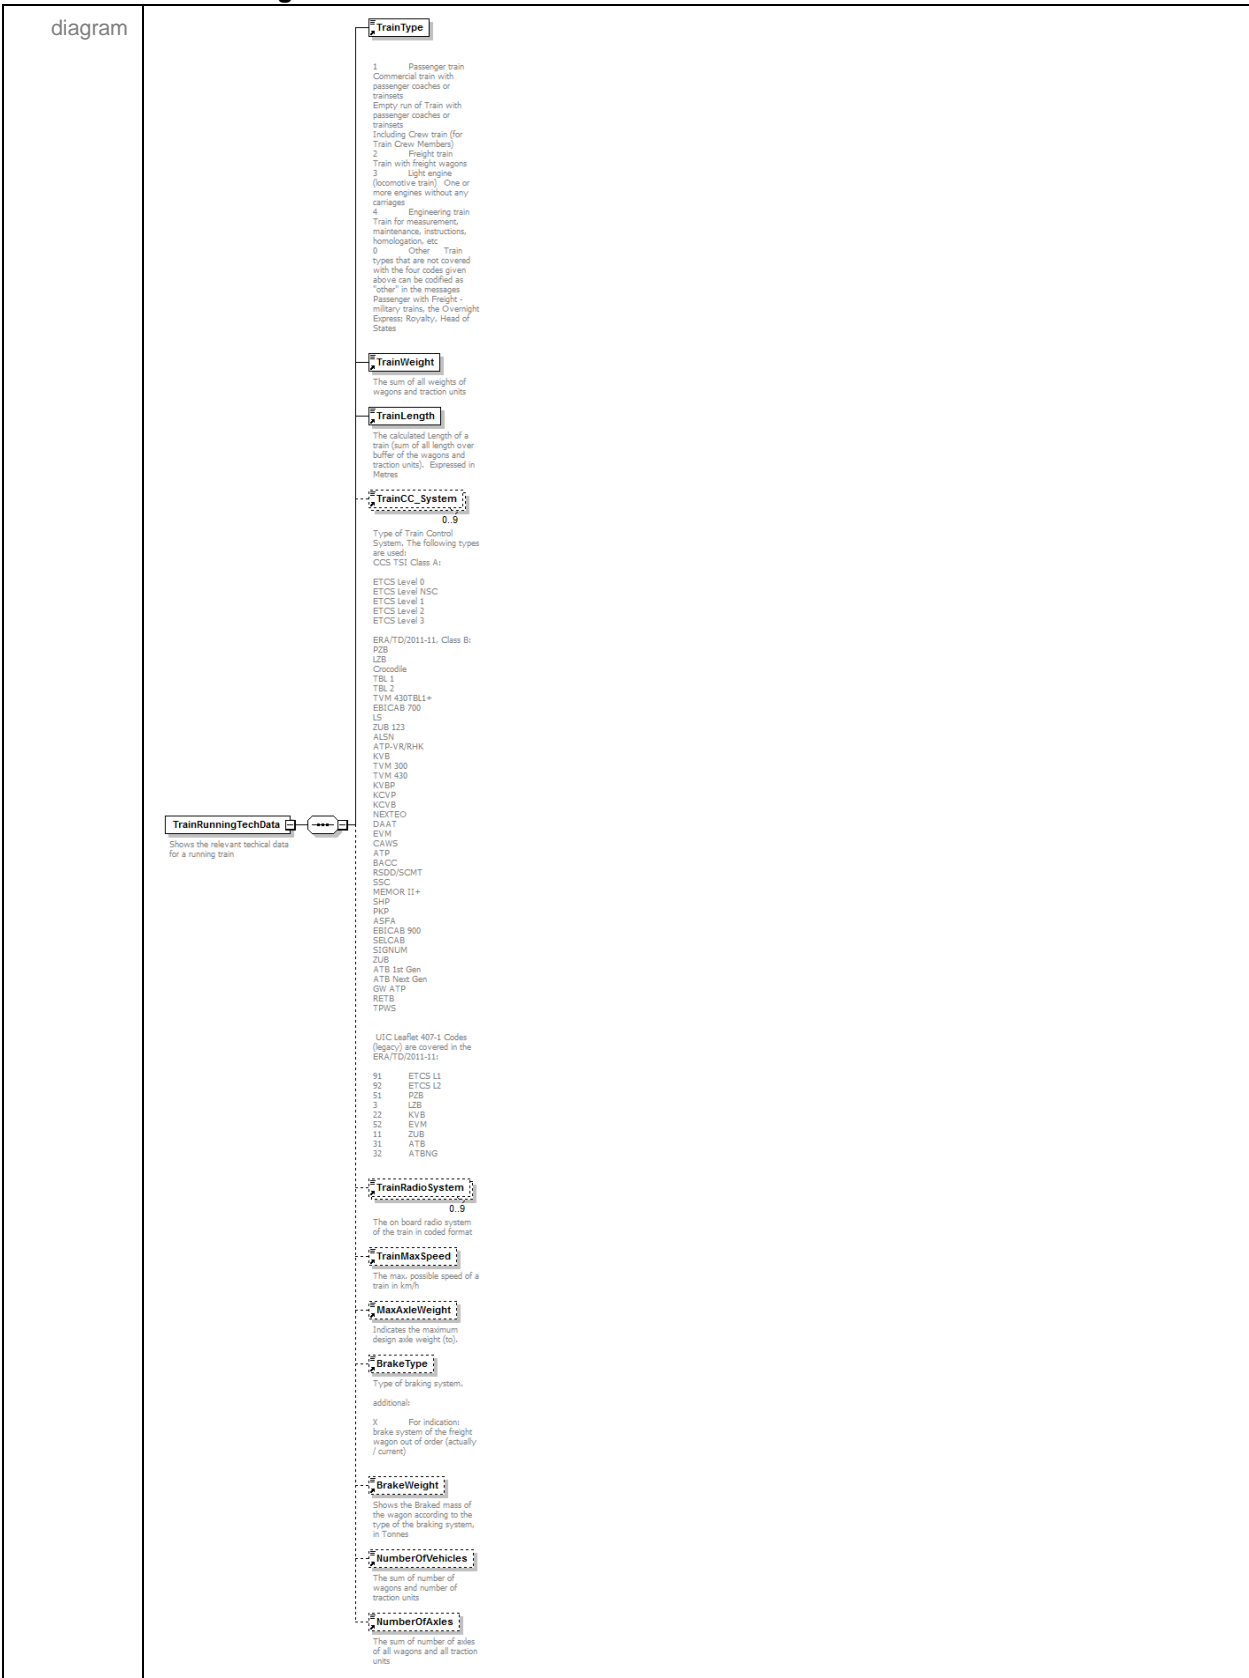 diagram
TrainType
1 Passenger train
Commercial train with
passenger coaches or
trainsets
Empty run of Train with
passenger coaches or
trainsets
Including Crew train (for
Train Crew Members)
2 Freight train
Train with freight wagons
3 Light engine
(locomotive train) One or
more engines without any
carriages
4 Engineering train
Train for measurement,
maintenance, instructions,
homologation, etc
0 Other Train
types that are not covered
with the four codes given
above can be codified as
"other" in the messages
Passenger with Freight -
military trains, the Overnight
Express; Royalty, Head of
States
TrainWeight
The sum of all weights of
wagons and traction units
TrainLength
The calculated Length of a
train (sum of all length over
buffer of the wagons and
traction units). Expressed in
Metres
TrainCC_System
0..9
Type of Train Control
System. The following types
are used:
CCS TSI Class A:
ETCS Level 0
ETCS Level NSC
ETCS Level 1
ETCS Level 2
ETCS Level 3
ERA/TD/2011-11, Class B:
PZB
LZB
Crocodile
TBL 1
TBL 2
TVM 430TBL1+
EBICAB 700
LS
ZUB 123
ALSN
ATP-VR/RHK
KVB
TVM 300
TVM 430
KVBP
KCVP
KCVB
NEXTEO
DAAT
EVM
CAWS
ATP
BACC
RSDD/SCMT
SSC
MEMOR II+
SHP
PKP
ASFA
EBICAB 900
SELCAB
SIGNUM
ZUB
ATB 1st Gen
ATB Next Gen
GW ATP
RETB
TPWS
UIC Leaflet 407-1 Codes
(legacy) are covered in the
ERA/TD/2011-11:
91 ETCS L1
92 ETCS L2
51 PZB
3 LZB
22 KVB
52 EVM
11 ZUB
31 ATB
32 ATBNG
TrainRunningTechData
Shows the relevant techical data
for a running train
TrainRadioSystem
0..9
The on board radio system
of the train in coded format
TrainMaxSpeed
The max. possible speed of a
train in km/h
MaxAxleWeight
Indicates the maximum
design axle weight (to).
BrakeType
Type of braking system.
additional:
X For indication:
brake system of the freight
wagon out of order (actually
/ current)
BrakeWeight
Shows the Braked mass of
the wagon according to the
type of the braking system,
in Tonnes
NumberOfVehicles
The sum of number of
wagons and number of
traction units
NumberOfAxles
The sum of number of axles
of all wagons and all traction
units